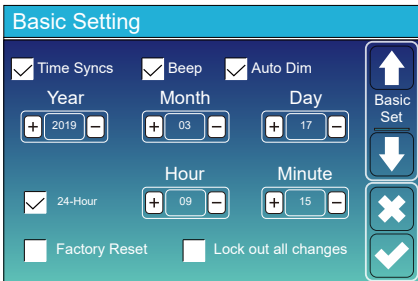 Basic Setting
Time Syncs Beep Auto Dim
Year Month Day
+ 2019 − + 03 − + 17 −
Basic
Set
Hour Minute
24-Hour + 09 − + 15 −
Factory Reset Lock out all changes